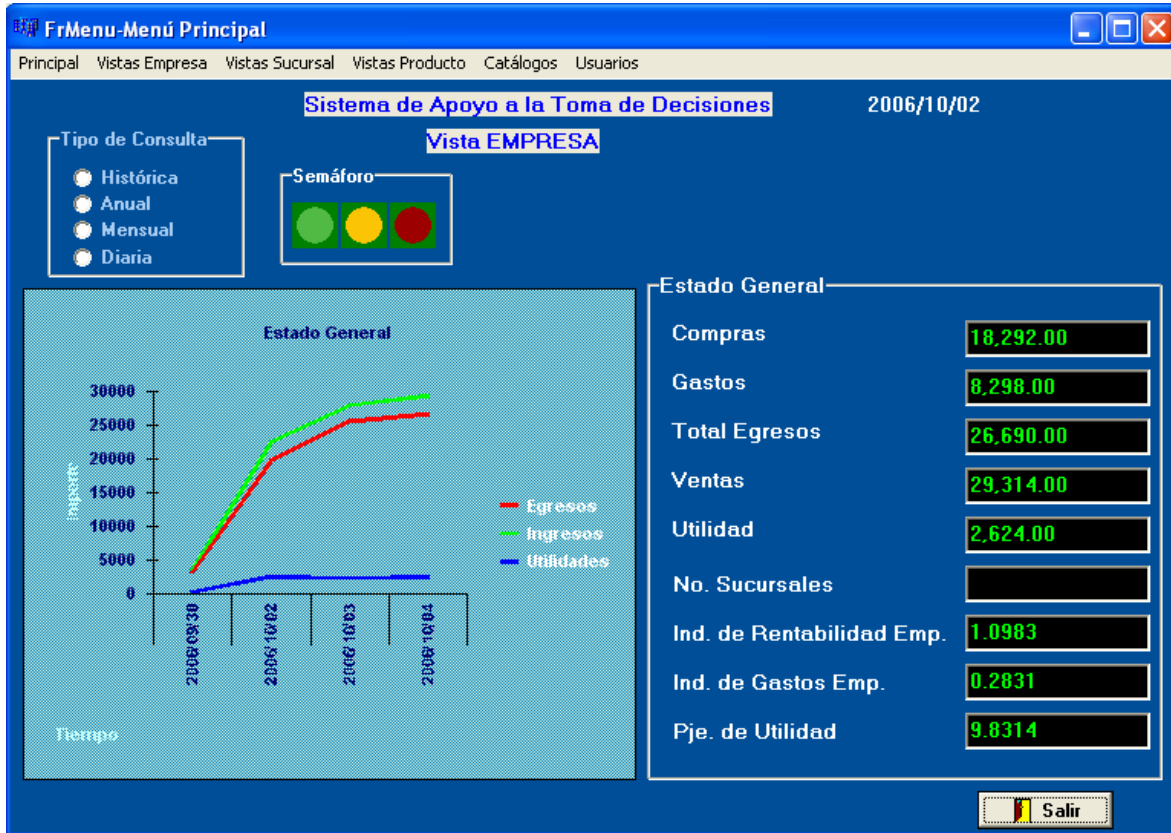 FrMenu-Menú Principal
Principal Vistas Empresa Vistas Sucursal Vistas Producto Catálogos Usuarios
Sistema de Apoyo a la Toma de Decisiones 2006/10/02
Vista EMPRESA
Tipo de Consulta
Histórica
Anual
Mensual
Diaria
Semáforo
Estado General
30000
25000
20000
15000
10000
5000
0
Importe
2006/09/30
2006/10/02
2006/10/03
2006/10/04
Tiempo
Egresos
Ingresos
Utilidades
Estado General
Compras 18,292.00
Gastos 8,298.00
Total Egresos 26,690.00
Ventas 29,314.00
Utilidad 2,624.00
No. Sucursales
Ind. de Rentabilidad Emp. 1.0983
Ind. de Gastos Emp. 0.2831
Pje. de Utilidad 9.8314
Salir